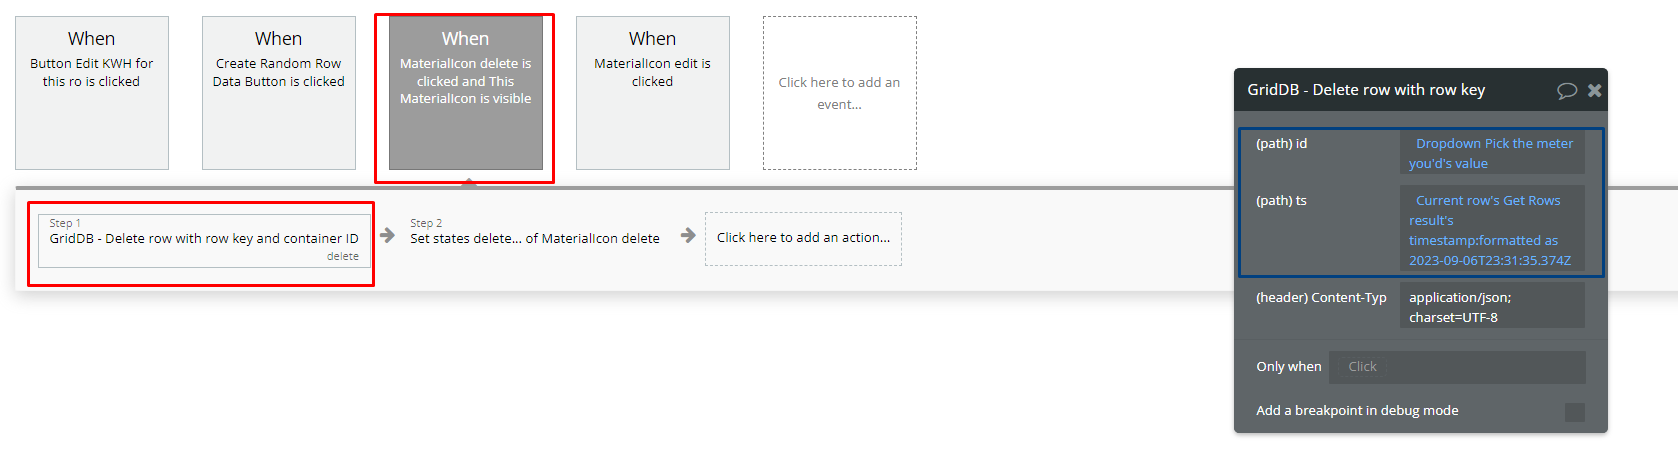 When
Button Edit KWH for
this ro is clicked
When
Create Random Row
Data Button is clicked
When
MaterialIcon delete is
clicked and This
MaterialIcon is visible
When
MaterialIcon edit is
clicked
Click here to add an
event...
Step 1
GridDB - Delete row with row key and container ID
delete
Step 2
Set states delete... of MaterialIcon delete
Click here to add an action...
GridDB - Delete row with row key
(path) id
Dropdown Pick the meter
you'd's value
(path) ts
Current row's Get Rows
result's
timestamp:formatted as
2023-09-06T23:31:35.374Z
(header) Content-Typ
application/json;
charset=UTF-8
Only when
Click
Add a breakpoint in debug mode